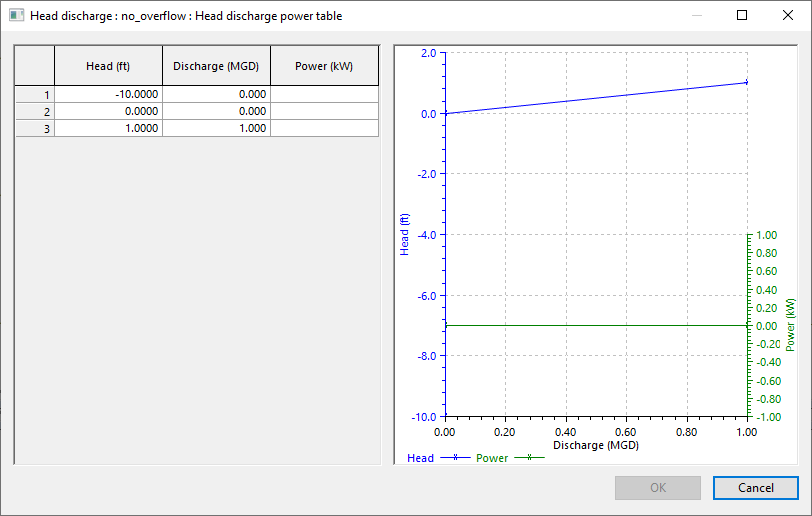 Head discharge : no_overflow : Head discharge power table
Head (ft) Discharge (MGD) Power (kW)
1 -10.0000 0.000
2 0.0000 0.000
3 1.0000 1.000
2.0
0.0
-2.0
-4.0
-6.0
-8.0
-10.0
Head (ft)
1.00
0.80
0.60
0.40
0.20
0.00
-0.20
-0.40
-0.60
-0.80
-1.00
Power (kW)
0.00 0.20 0.40 0.60 0.80 1.00
Discharge (MGD)
Head Power
OK Cancel